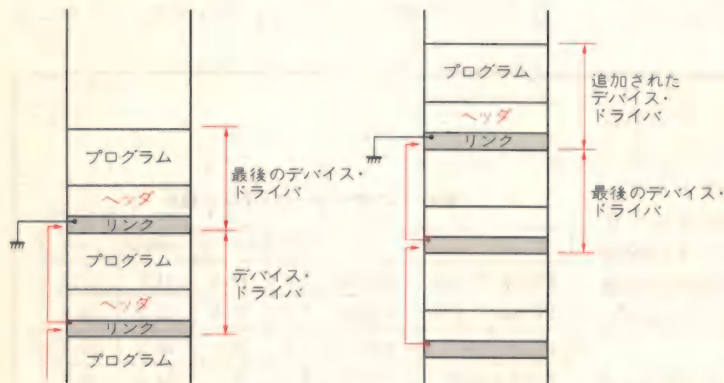 プログラム
ヘッダ
リンク
最後のデバイス・
ドライバ
プログラム
ヘッダ
リンク
デバイス・
ドライバ
プログラム
プログラム
ヘッダ
リンク
追加された
デバイス・
ドライバ
最後のデバイス・
ドライバ